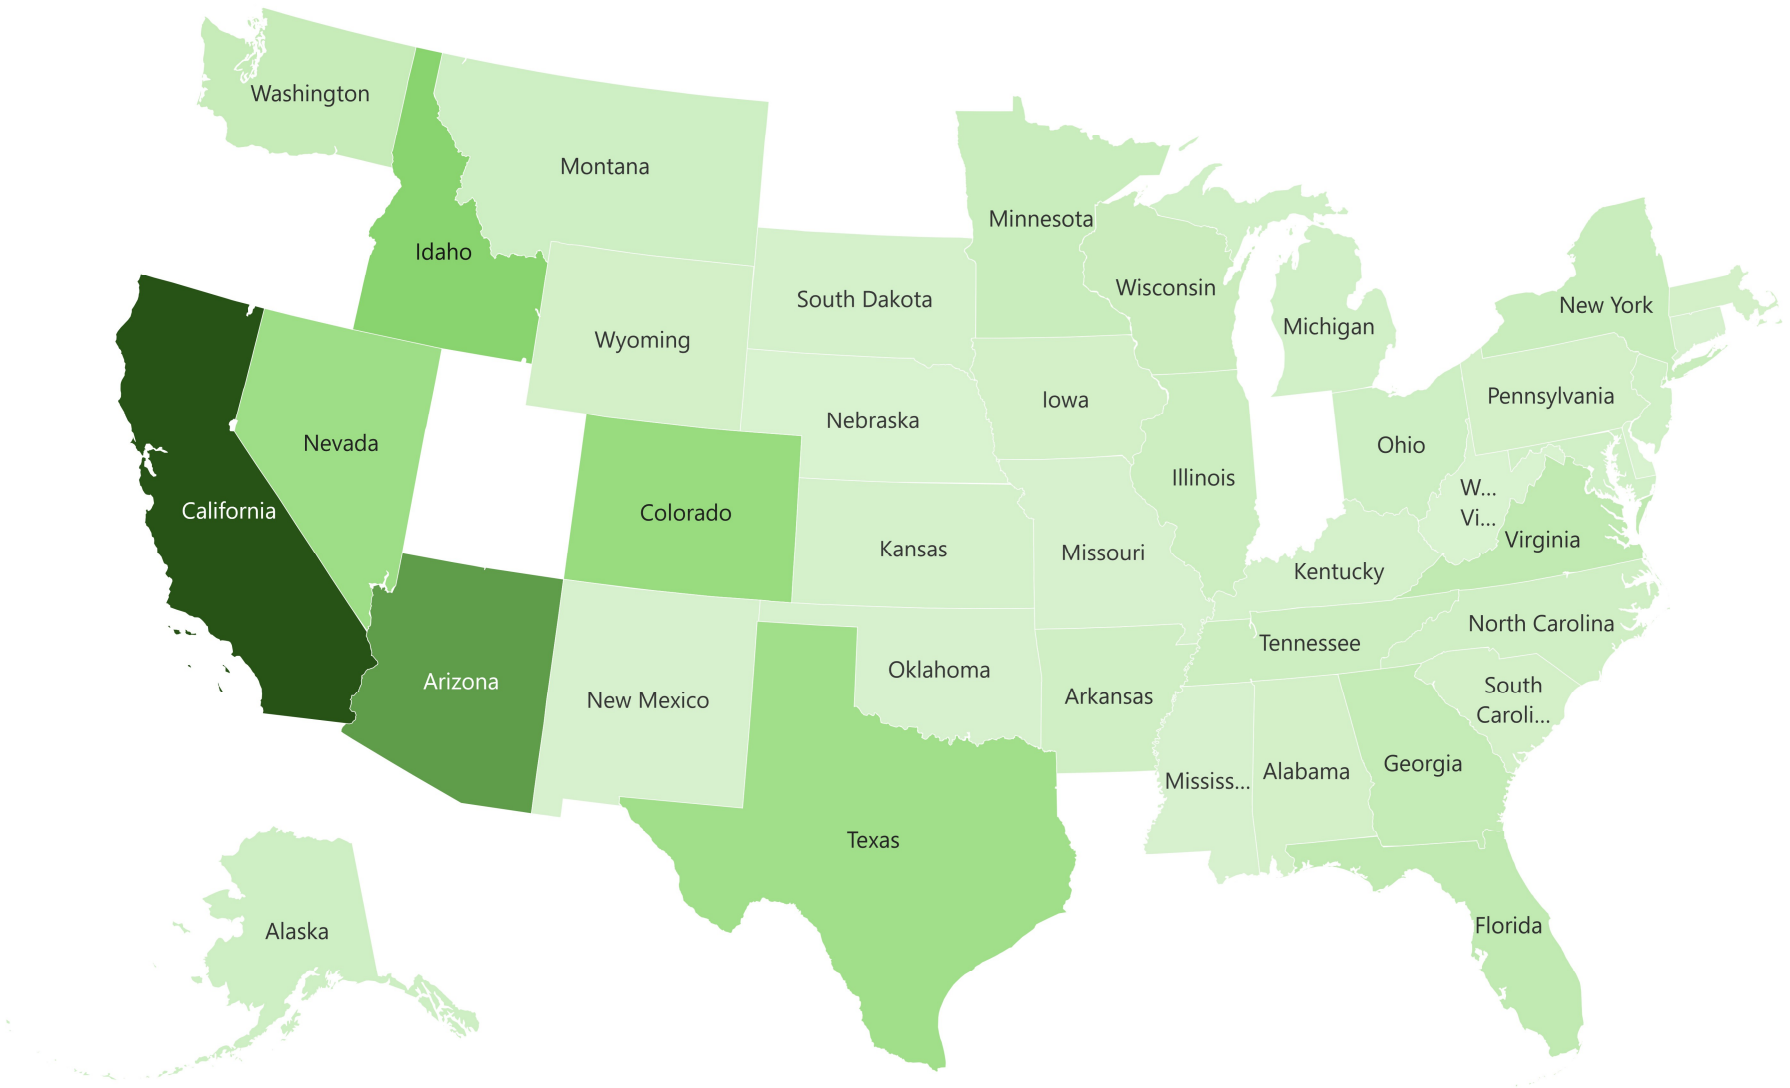 Washington
Montana
Minnesota
Idaho
Wisconsin
South Dakota
New York
Michigan
Wyoming
Pennsylvania
Iowa
Nebraska
Nevada
Ohio
Illinois
W...
Vi...
California
Colorado
Virginia
Kansas
Missouri
Kentucky
North Carolina
Tennessee
Oklahoma
Arizona
South
Caroli...
Arkansas
New Mexico
Georgia
Alabama
Mississ...
Texas
Florida
Alaska